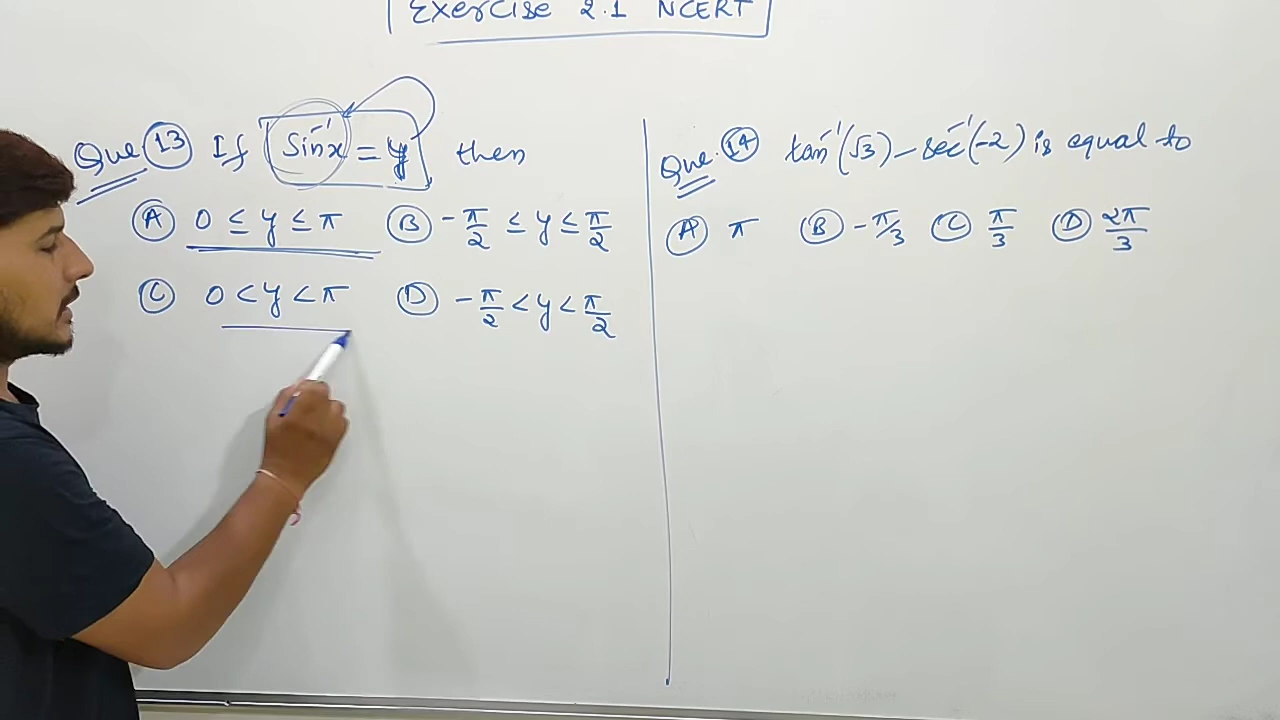 Exercise 2.1 NCERT
Que. 13 If Sin⁻¹x = y then
A 0 ≤ y ≤ π B -π/2 ≤ y ≤ π/2
C 0 < y < π D -π/2 < y < π/2
Que. 14 tan⁻¹(√3) - sec⁻¹(-2) is equal to
A π B -π/3 C π/3 D 2π/3